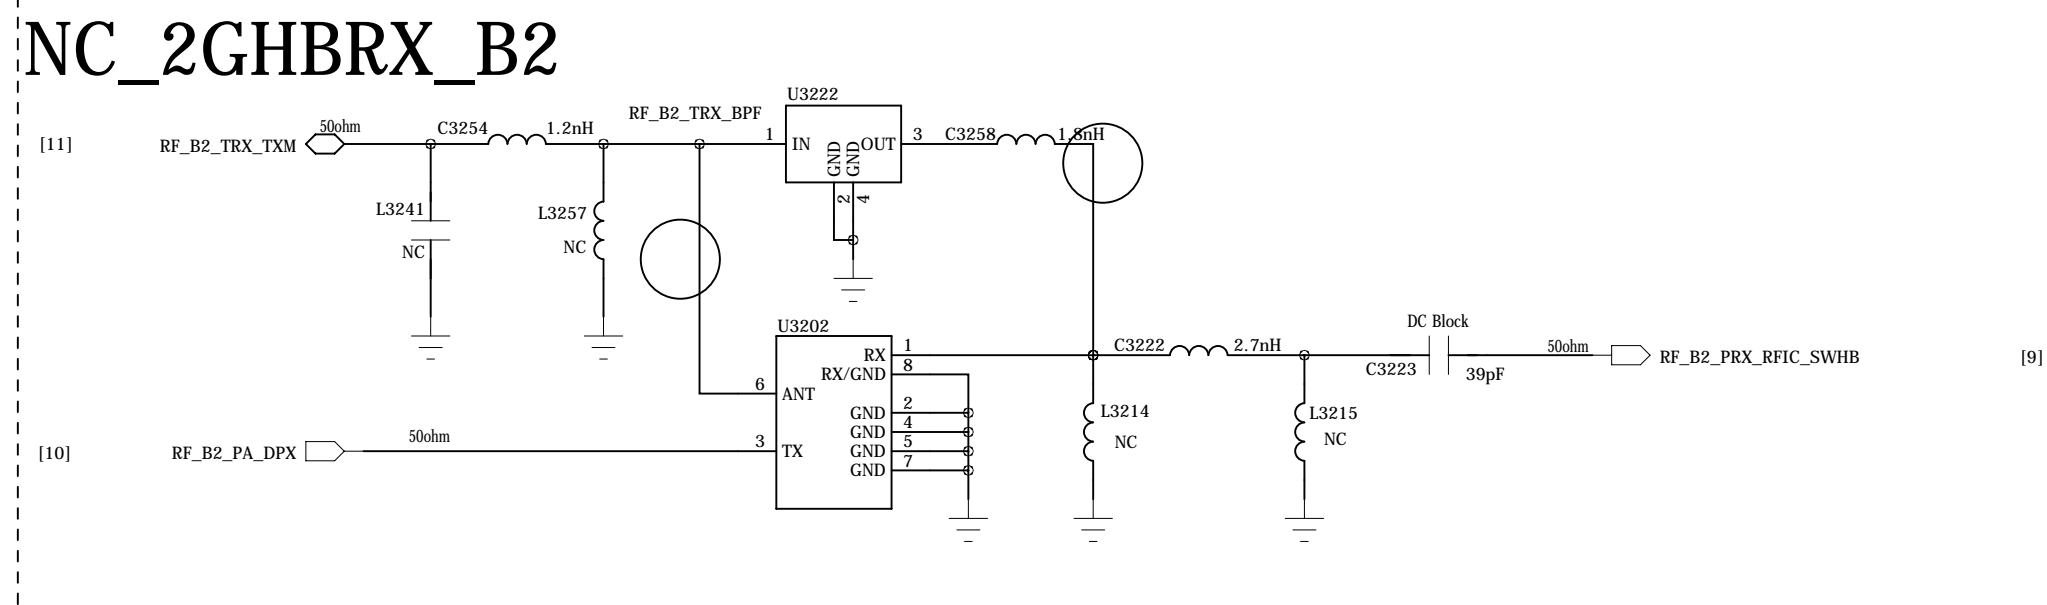 NC_2GHBRX_B2
U3222
RF_B2_TRX_BPF
[11] RF_B2_TRX_TXM 50ohm C3254 1.2nH 1 IN GND GND OUT 3 C3258 1.8nH
2 4
L3241
NC
L3257
NC
U3202
DC Block
RX 1 C3222 2.7nH C3223 39pF 50ohm RF_B2_PRX_RFIC_SWHB [9]
RX/GND 8
6 ANT
GND 2
GND 4
GND 5
GND 7
L3214
NC
L3215
NC
[10] RF_B2_PA_DPX 50ohm 3 TX